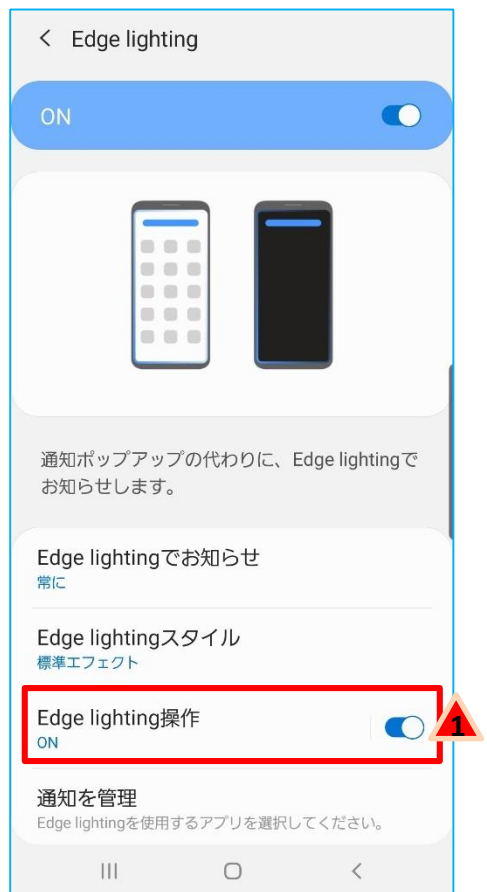 Edge lighting
ON
通知ポップアップの代わりに、Edge lightingで
お知らせします。
Edge lightingでお知らせ
常に
Edge lightingスタイル
標準エフェクト
Edge lighting操作
ON
1
通知を管理
Edge lightingを使用するアプリを選択してください。